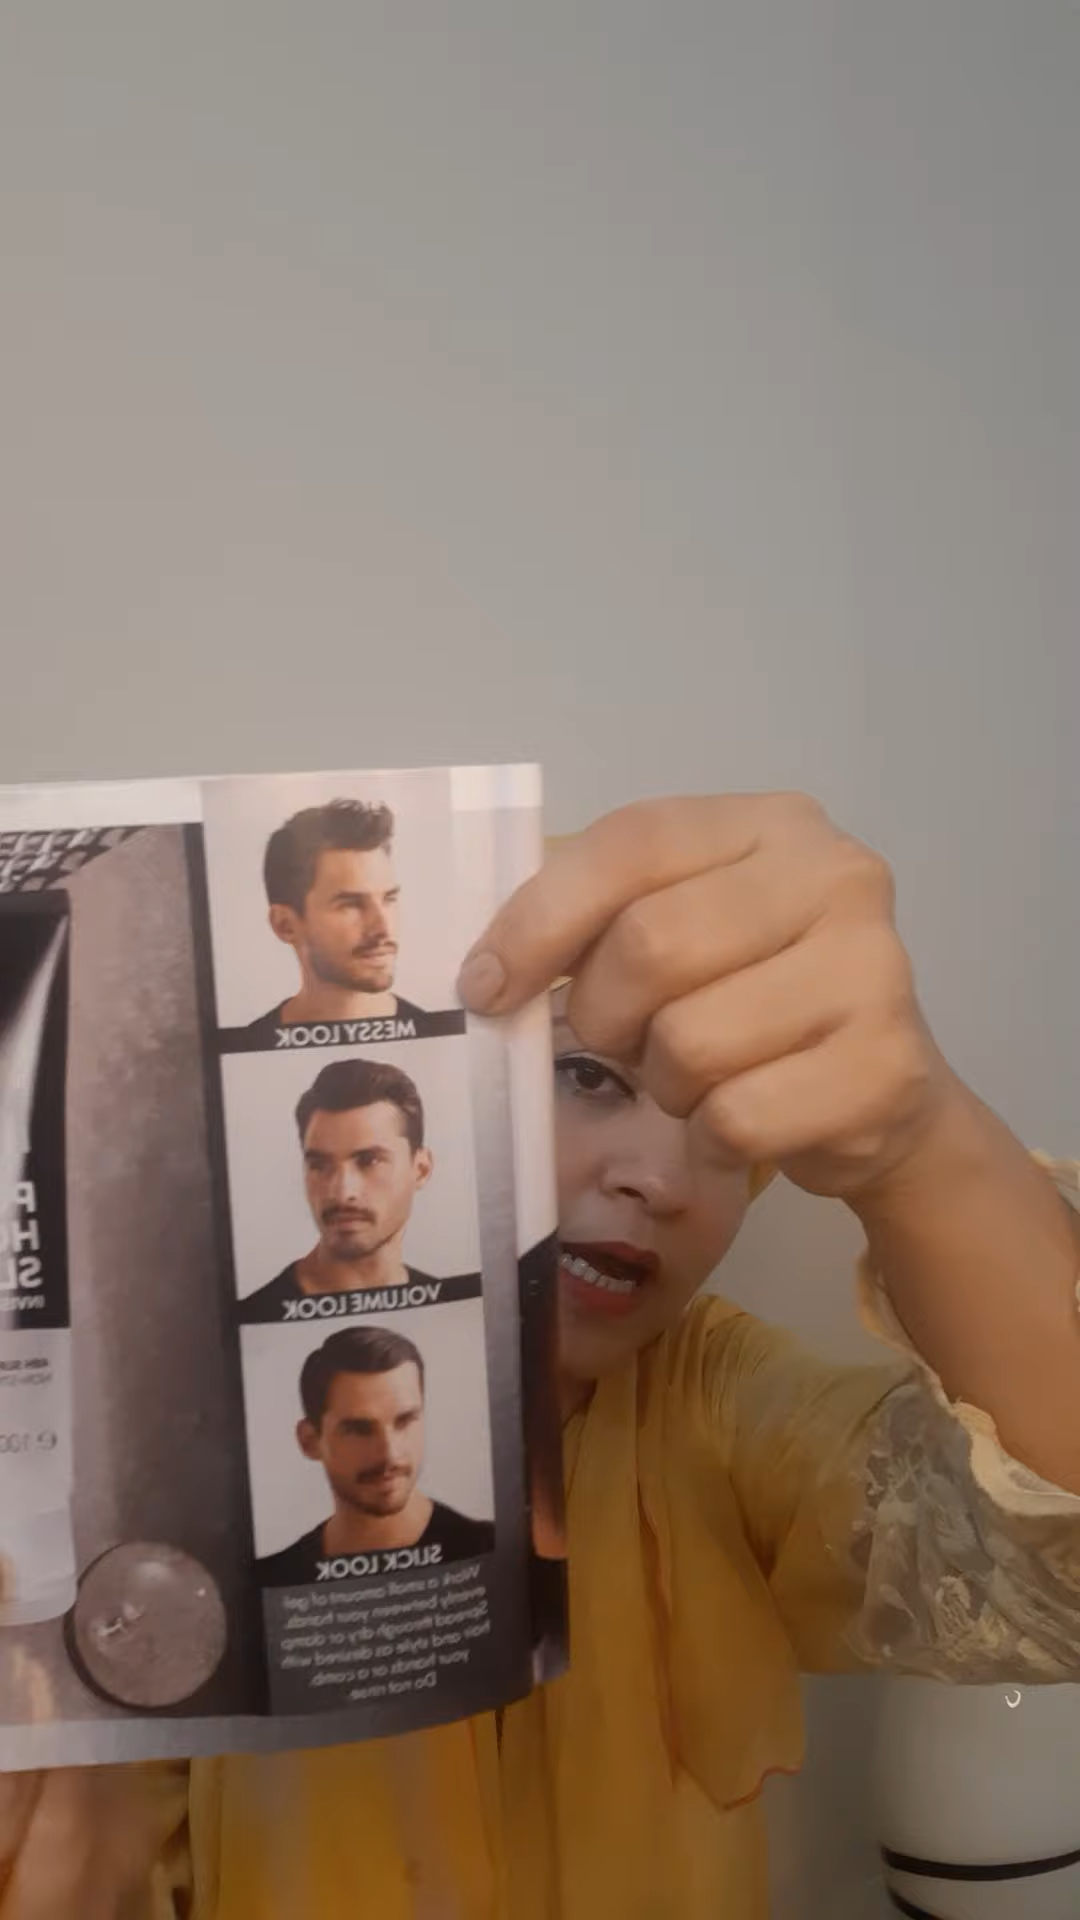 MESSY LOOK
VOLUME LOOK
SLICK LOOK
Work a small amount of gel
evenly between your hands.
Spread through dry or damp
hair and style as desired with
your hands or a comb.
Do not rinse.